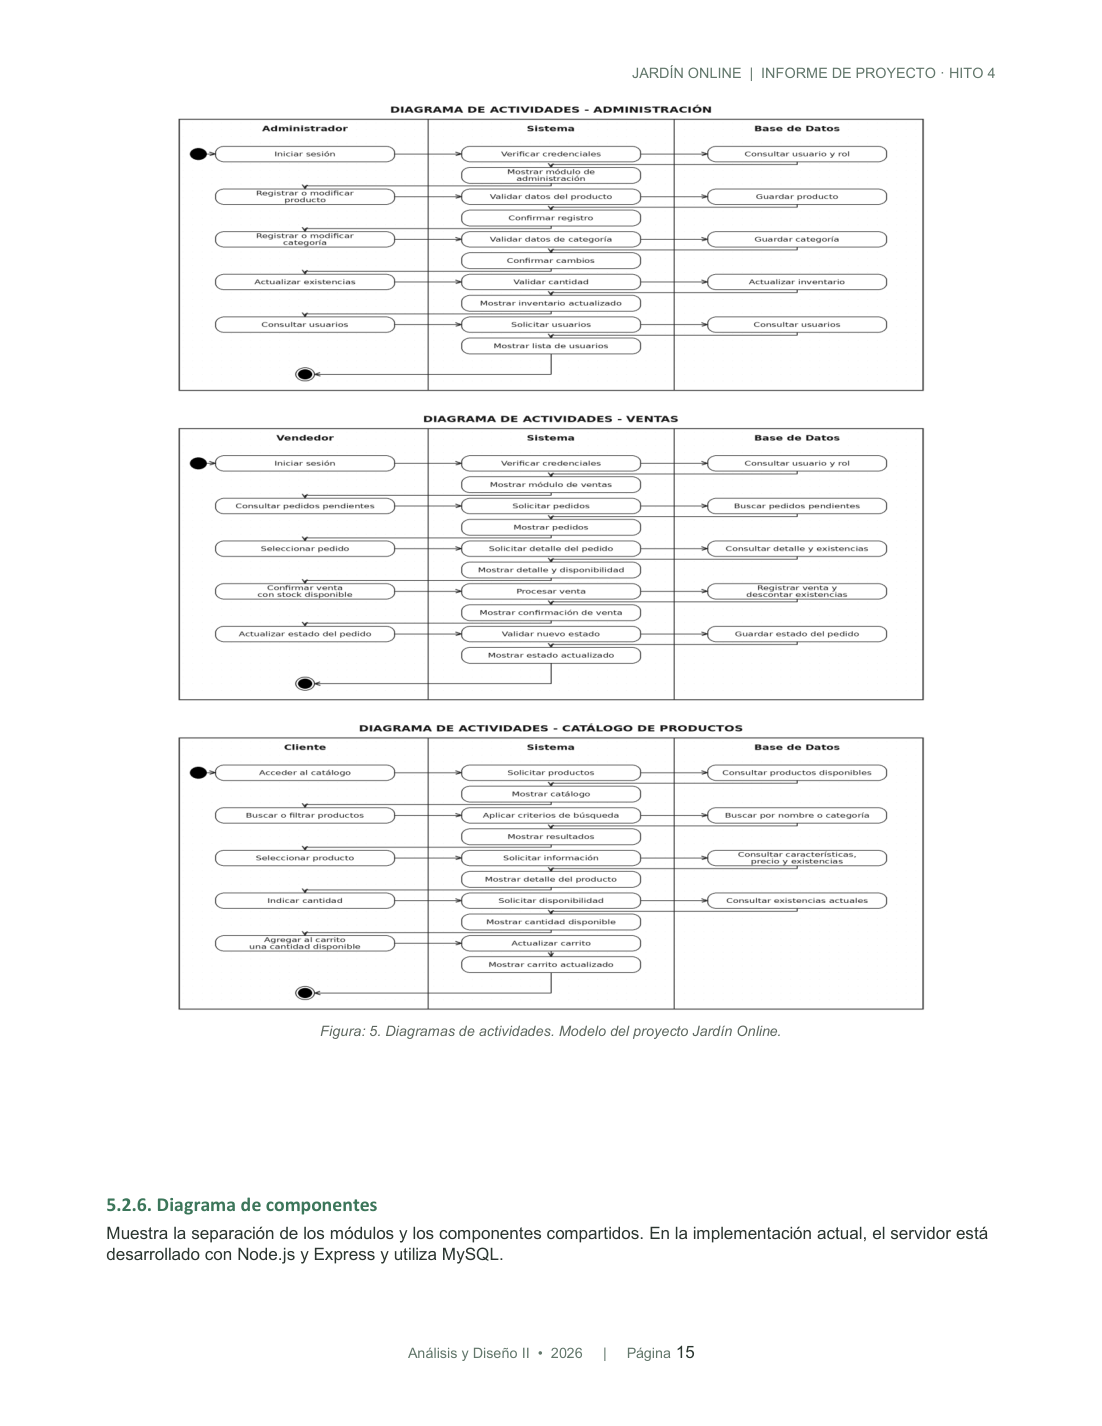 JARDÍN ONLINE | INFORME DE PROYECTO · HITO 4
DIAGRAMA DE ACTIVIDADES - ADMINISTRACIÓN
Administrador Sistema Base de Datos
Iniciar sesión Verificar credenciales Consultar usuario y rol
Mostrar módulo de
administración
Registrar o modificar
producto
Validar datos del producto Guardar producto
Confirmar registro
Registrar o modificar
categoría
Validar datos de categoría Guardar categoría
Confirmar cambios
Actualizar existencias Validar cantidad Actualizar inventario
Mostrar inventario actualizado
Consultar usuarios Solicitar usuarios Consultar usuarios
Mostrar lista de usuarios
DIAGRAMA DE ACTIVIDADES - VENTAS
Vendedor Sistema Base de Datos
Iniciar sesión Verificar credenciales Consultar usuario y rol
Mostrar módulo de ventas
Consultar pedidos pendientes Solicitar pedidos Buscar pedidos pendientes
Mostrar pedidos
Seleccionar pedido Solicitar detalle del pedido Consultar detalle y existencias
Mostrar detalle y disponibilidad
Confirmar venta
con stock disponible
Procesar venta
Registrar venta y
descontar existencias
Mostrar confirmación de venta
Actualizar estado del pedido Validar nuevo estado Guardar estado del pedido
Mostrar estado actualizado
DIAGRAMA DE ACTIVIDADES - CATÁLOGO DE PRODUCTOS
Cliente Sistema Base de Datos
Acceder al catálogo Solicitar productos Consultar productos disponibles
Mostrar catálogo
Buscar o filtrar productos Aplicar criterios de búsqueda Buscar por nombre o categoría
Mostrar resultados
Seleccionar producto Solicitar información
Consultar características,
precio y existencias
Mostrar detalle del producto
Indicar cantidad Solicitar disponibilidad Consultar existencias actuales
Mostrar cantidad disponible
Agregar al carrito
una cantidad disponible
Actualizar carrito
Mostrar carrito actualizado
Figura: 5. Diagramas de actividades. Modelo del proyecto Jardín Online.
5.2.6. Diagrama de componentes
Muestra la separación de los módulos y los componentes compartidos. En la implementación actual, el servidor está
desarrollado con Node.js y Express y utiliza MySQL.
Análisis y Diseño II • 2026 | Página 15